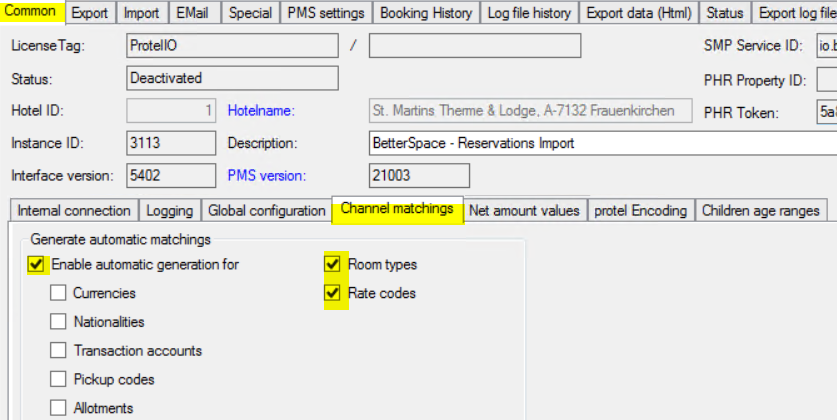 Common Export Import EMail Special PMS settings Booking History Log file history Export data (Html) Status Export log file
LicenseTag: ProtelIO / SMP Service ID: io.b
Status: Deactivated PHR Property ID:
Hotel ID: 1 Hotelname: St. Martins Therme & Lodge, A-7132 Frauenkirchen PHR Token: 5a
Instance ID: 3113 Description: BetterSpace - Reservations Import
Interface version: 5402 PMS version: 21003
Internal connection Logging Global configuration Channel matchings Net amount values protel Encoding Children age ranges
Generate automatic matchings
Enable automatic generation for Room types
Currencies Rate codes
Nationalities
Transaction accounts
Pickup codes
Allotments